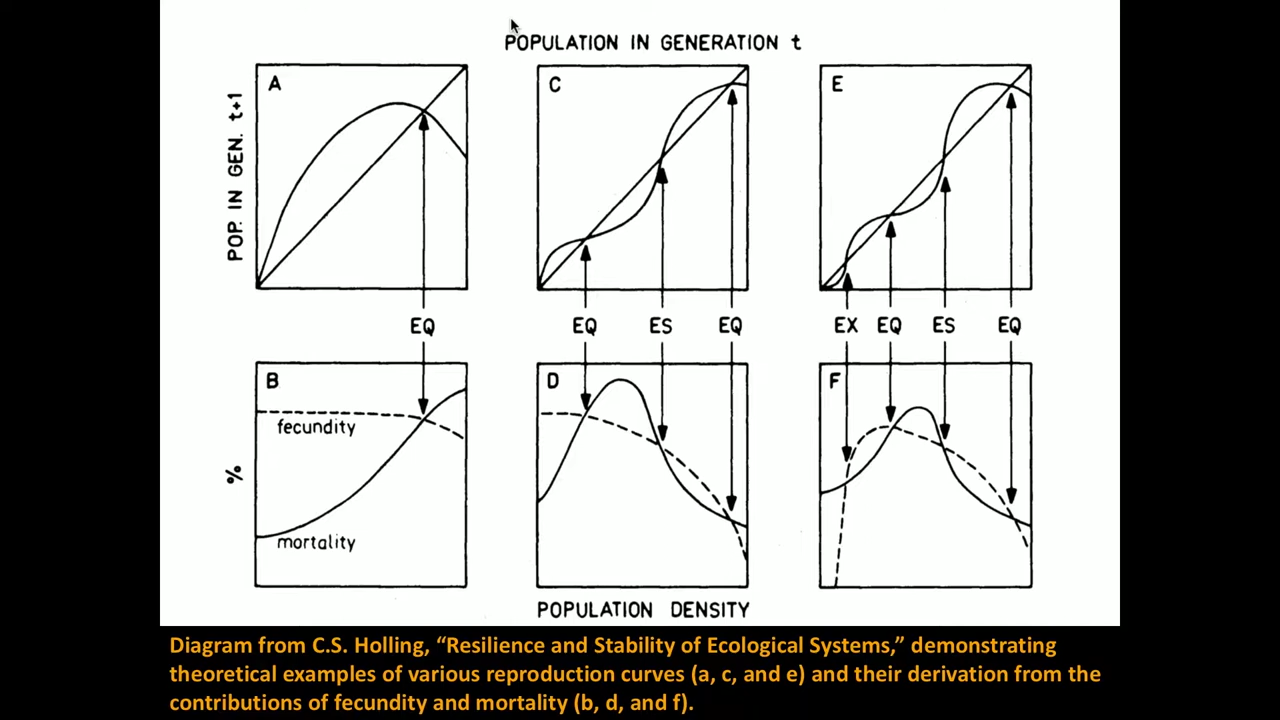 POPULATION IN GENERATION t
POP. IN GEN. t+1
A
C
E
EQ
EQ ES EQ
EX EQ ES EQ
%
B
fecundity
mortality
D
F
POPULATION DENSITY
Diagram from C.S. Holling, “Resilience and Stability of Ecological Systems,” demonstrating
theoretical examples of various reproduction curves (a, c, and e) and their derivation from the
contributions of fecundity and mortality (b, d, and f).